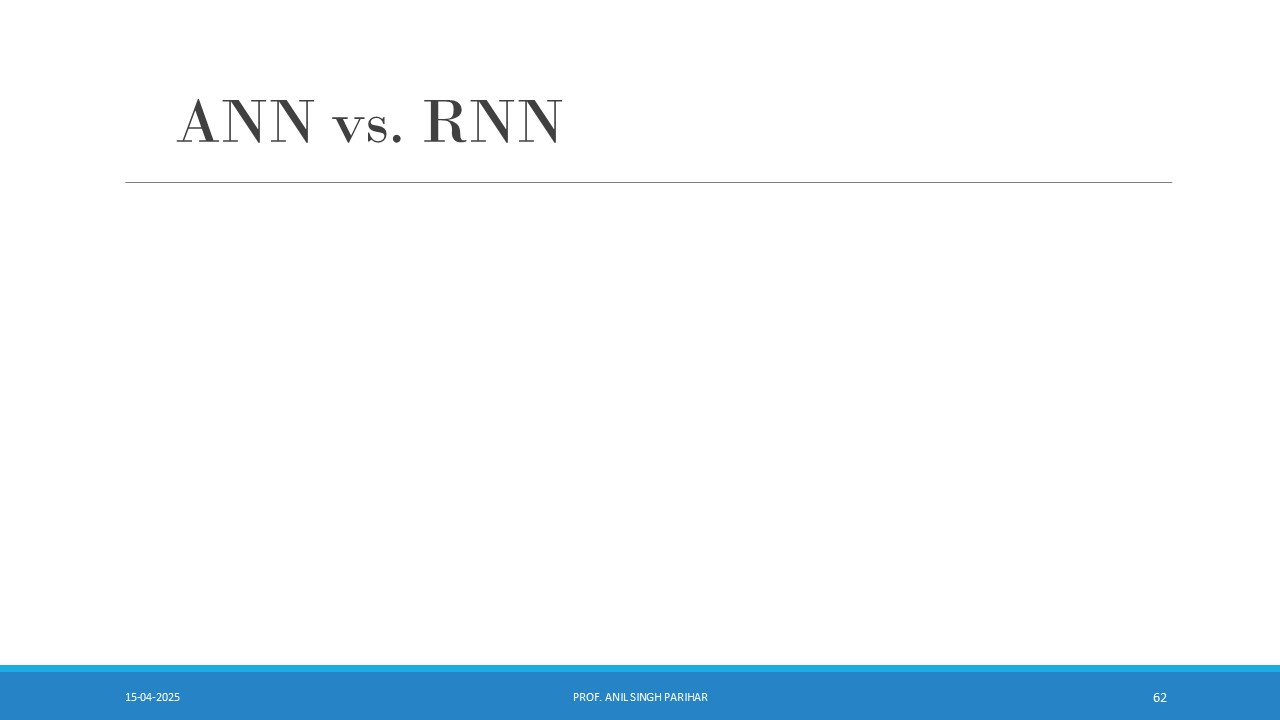 ANN vs. RNN
15-04-2025
PROF. ANIL SINGH PARIHAR
62